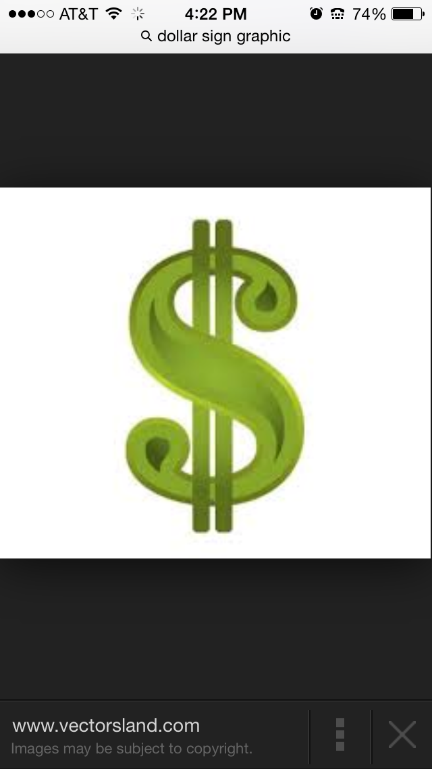 AT&T 4:22 PM 74%
dollar sign graphic
$
www.vectorsland.com
Images may be subject to copyright.